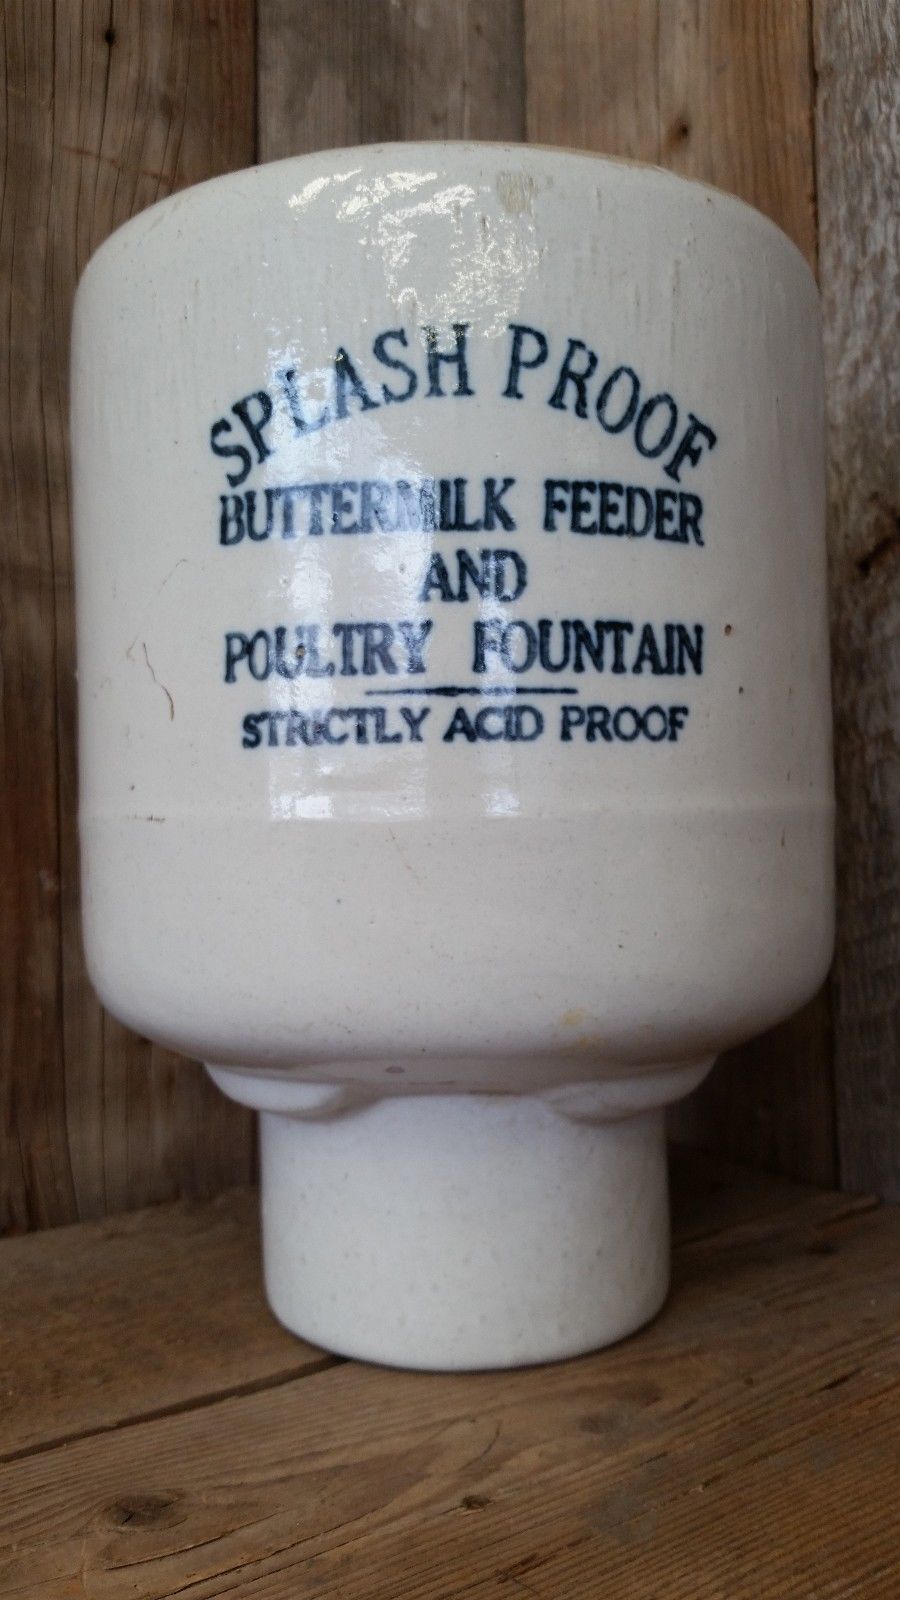 SPLASH PROOF
BUTTERMILK FEEDER
AND
POULTRY FOUNTAIN
STRICTLY ACID PROOF